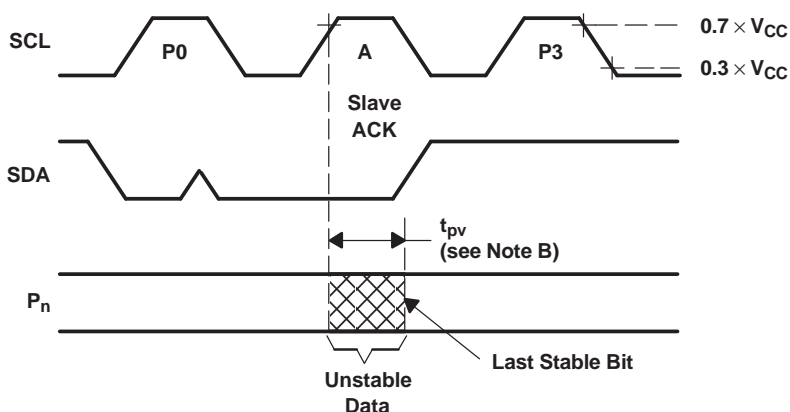 SCL
P0
A
P3
0.7 × VCC
0.3 × VCC
Slave
ACK
SDA
tpv
(see Note B)
Pn
Last Stable Bit
Unstable
Data